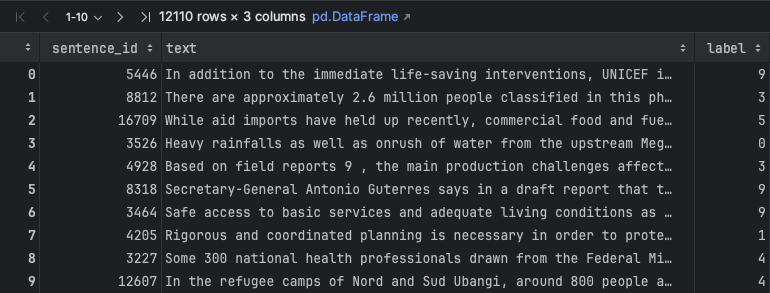 1-10 12110 rows × 3 columns pd.DataFrame
sentence_id text label
0 5446 In addition to the immediate life-saving interventions, UNICEF i…
1 8812 There are approximately 2.6 million people classified in this ph…
2 16709 While aid imports have held up recently, commercial food and fue…
3 3526 Heavy rainfalls as well as onrush of water from the upstream Meg…
4 4928 Based on field reports 9 , the main production challenges affect…
5 8318 Secretary-General Antonio Guterres says in a draft report that t…
6 3464 Safe access to basic services and adequate living conditions as …
7 4205 Rigorous and coordinated planning is necessary in order to prote…
8 3227 Some 300 national health professionals drawn from the Federal Mi…
9 12607 In the refugee camps of Nord and Sud Ubangi, around 800 people a…
9
3
5
0
3
9
9
1
4
4